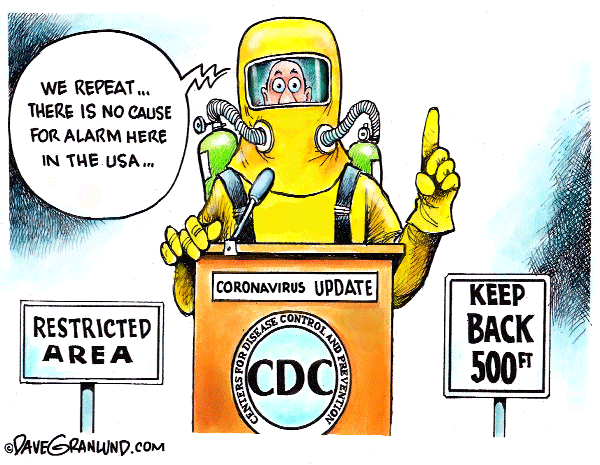 WE REPEAT...
THERE IS NO CAUSE
FOR ALARM HERE
IN THE USA...
CORONAVIRUS UPDATE
CENTERS FOR DISEASE CONTROL AND PREVENTION
CDC
RESTRICTED
AREA
KEEP
BACK
500FT
©DAVEGRANLUND.COM